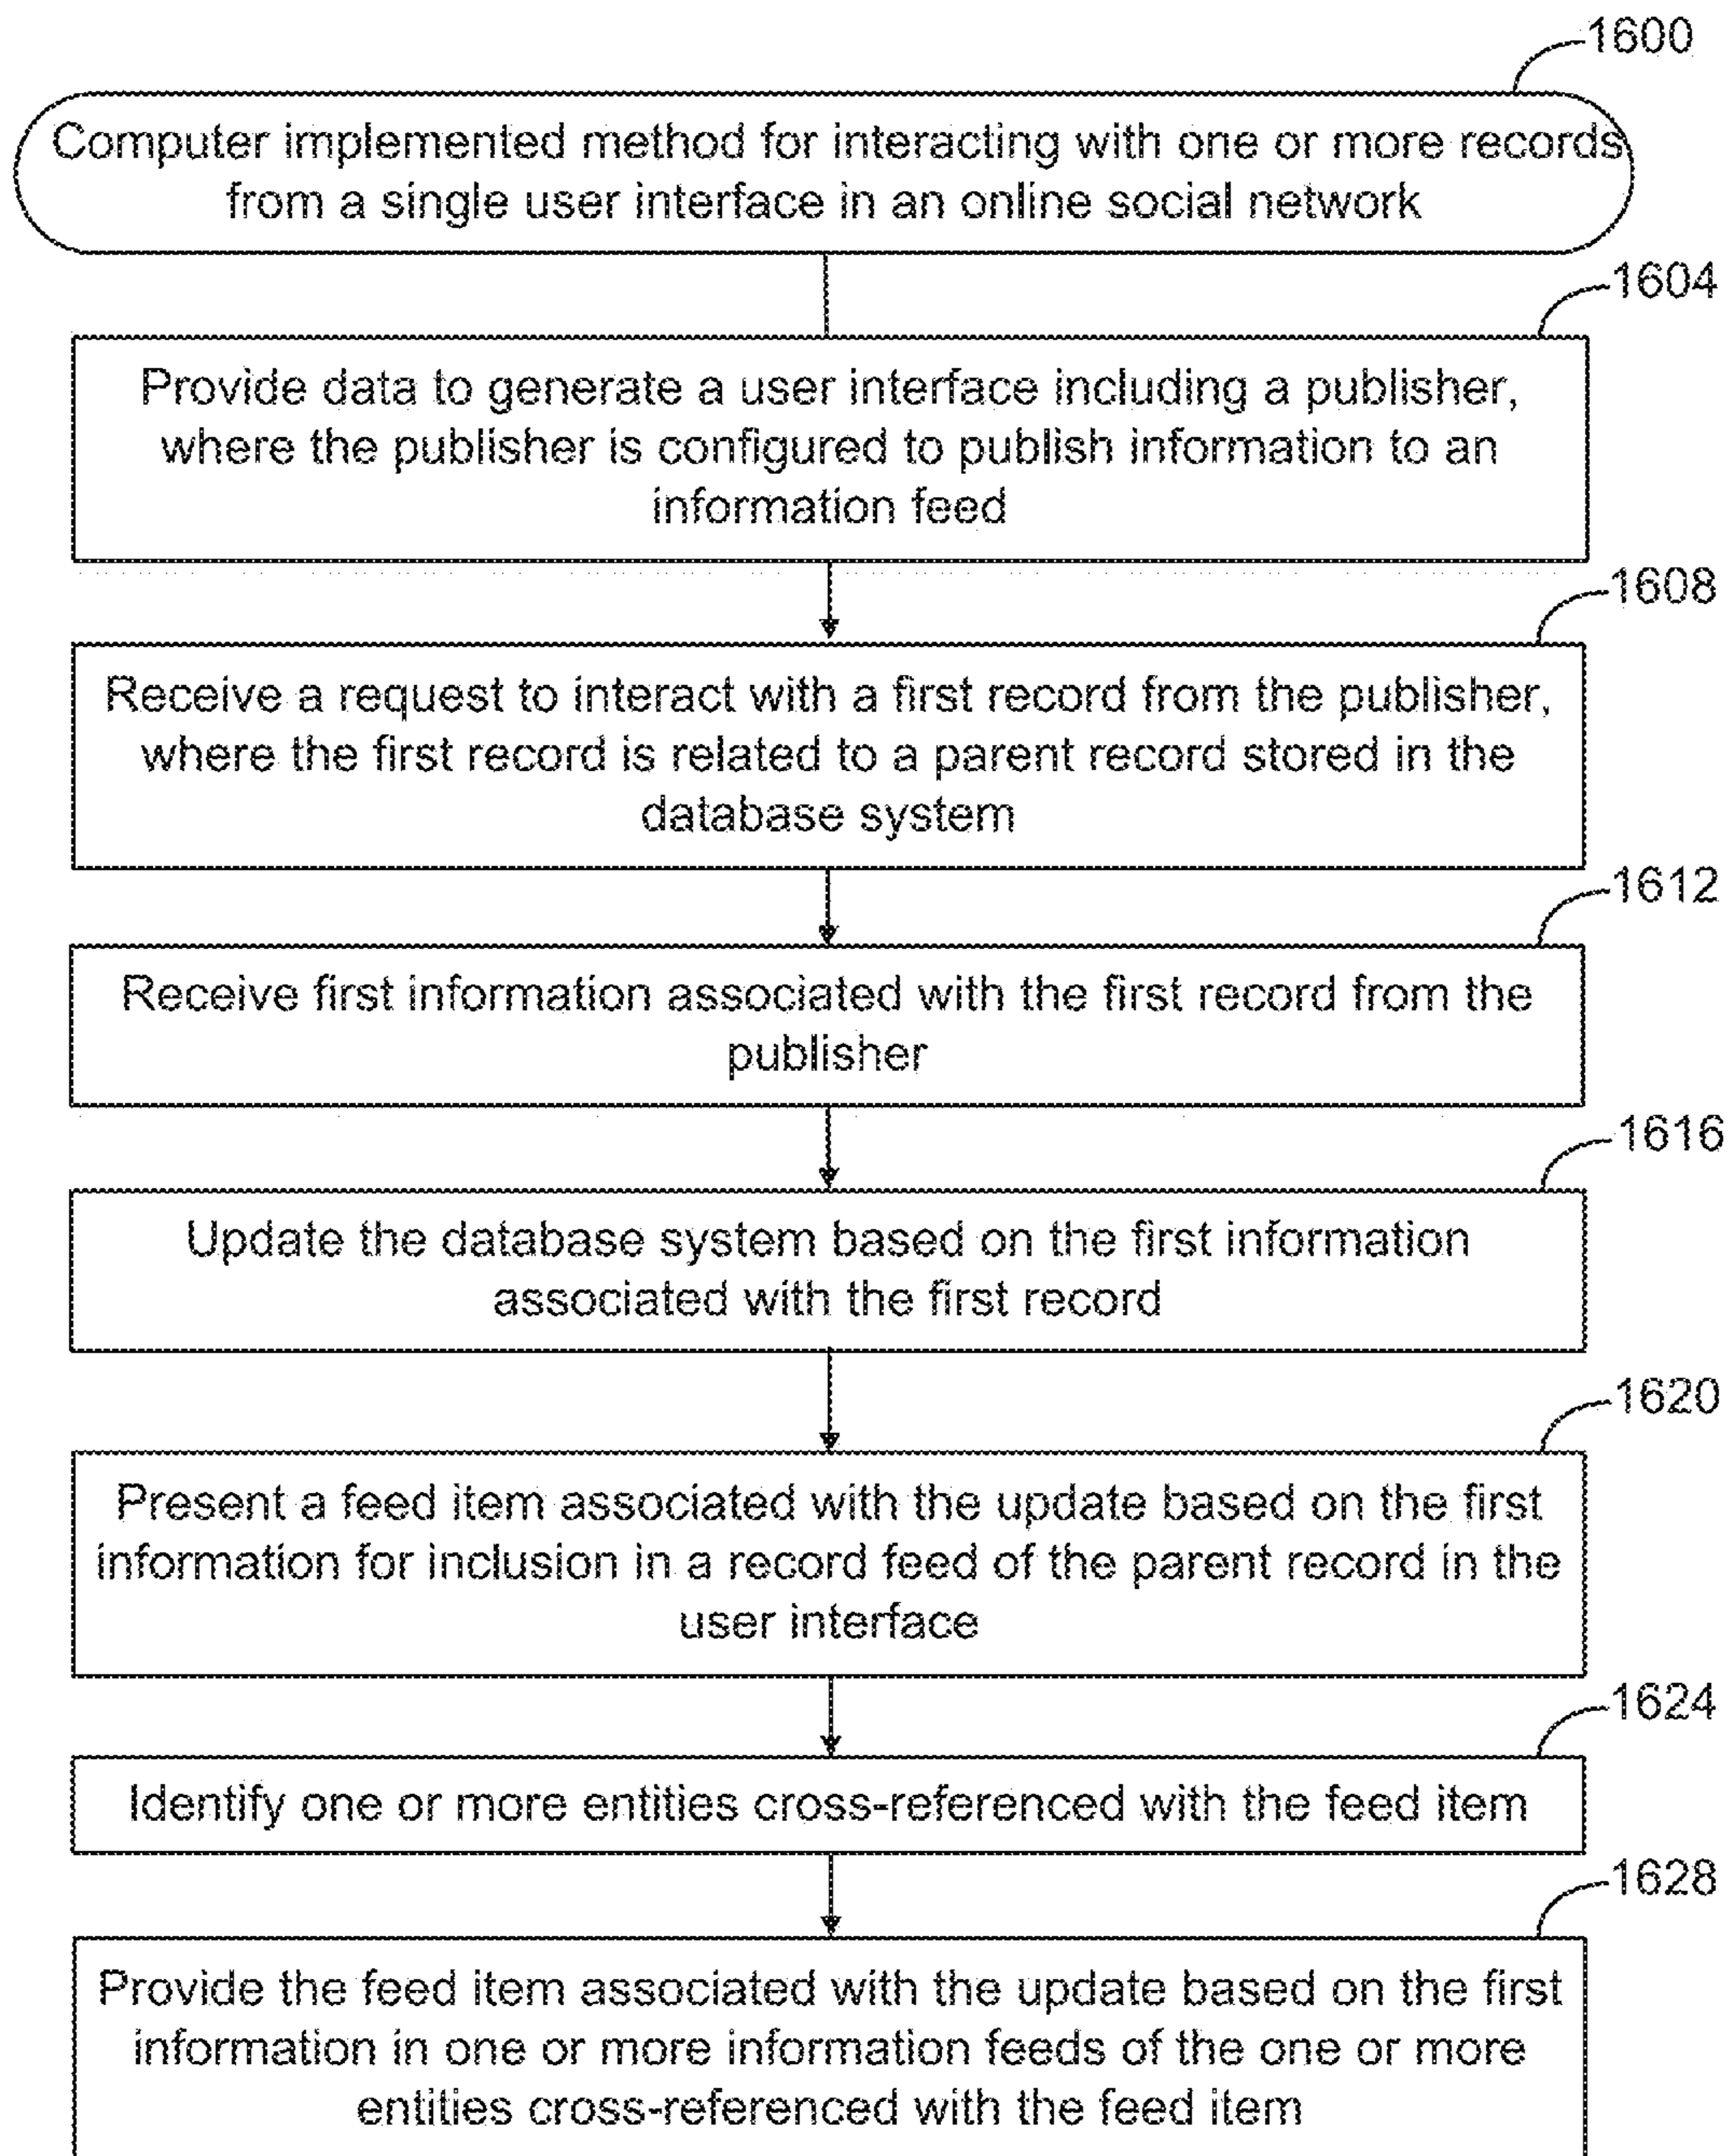 1600
Computer implemented method for interacting with one or more records
from a single user interface in an online social network
1604
Provide data to generate a user interface including a publisher,
where the publisher is configured to publish information to an
information feed
1608
Receive a request to interact with a first record from the publisher,
where the first record is related to a parent record stored in the
database system
1612
Receive first information associated with the first record from the
publisher
1616
Update the database system based on the first information
associated with the first record
1620
Present a feed item associated with the update based on the first
information for inclusion in a record feed of the parent record in the
user interface
1624
Identify one or more entities cross-referenced with the feed item
1628
Provide the feed item associated with the update based on the first
information in one or more information feeds of the one or more
entities cross-referenced with the feed item